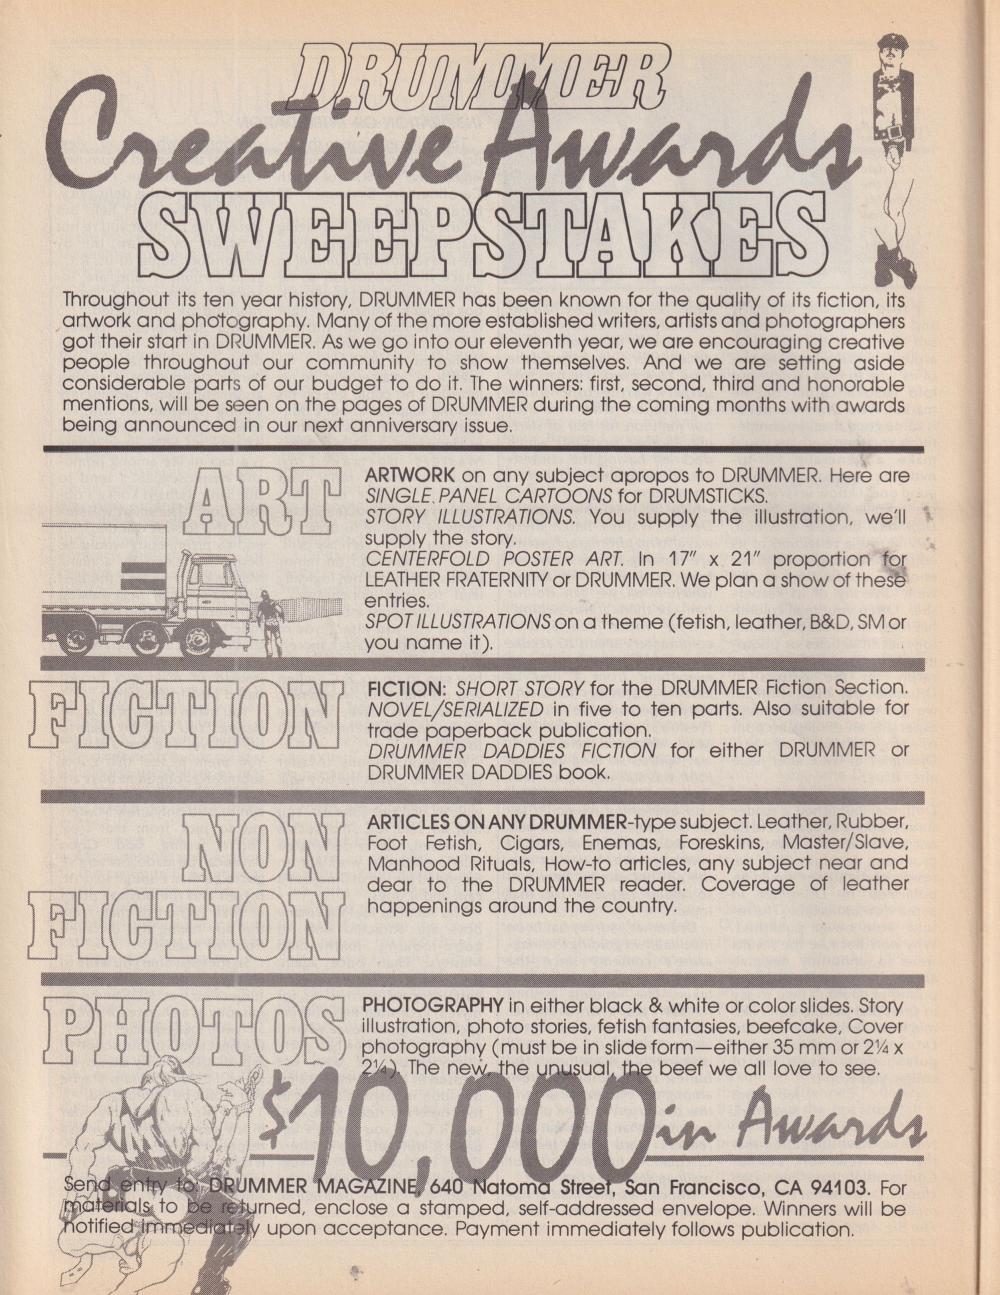 DRUMMER
Creative Awards
SWEEPSTAKES
Throughout its ten year history, DRUMMER has been known for the quality of its fiction, its
artwork and photography. Many of the more established writers, artists and photographers
got their start in DRUMMER. As we go into our eleventh year, we are encouraging creative
people throughout our community to show themselves. And we are setting aside
considerable parts of our budget to do it. The winners: first, second, third and honorable
mentions, will be seen on the pages of DRUMMER during the coming months with awards
being announced in our next anniversary issue.
ART
ARTWORK on any subject apropos to DRUMMER. Here are
SINGLE PANEL CARTOONS for DRUMSTICKS.
STORY ILLUSTRATIONS. You supply the illustration, we'll
supply the story.
CENTERFOLD POSTER ART. In 17" x 21" proportion for
LEATHER FRATERNITY or DRUMMER. We plan a show of these
entries.
SPOT ILLUSTRATIONS on a theme (fetish, leather, B&D, SM or
you name it).
FICTION
FICTION: SHORT STORY for the DRUMMER Fiction Section.
NOVEL/SERIALIZED in five to ten parts. Also suitable for
trade paperback publication.
DRUMMER DADDIES FICTION for either DRUMMER or
DRUMMER DADDIES book.
NON
FICTION
ARTICLES ON ANY DRUMMER-type subject. Leather, Rubber,
Foot Fetish, Cigars, Enemas, Foreskins, Master/Slave,
Manhood Rituals, How-to articles, any subject near and
dear to the DRUMMER reader. Coverage of leather
happenings around the country.
PHOTOS
PHOTOGRAPHY in either black & white or color slides. Story
illustration, photo stories, fetish fantasies, beefcake, Cover
photography (must be in slide form—either 35 mm or 2¼ x
2¼). The new, the unusual, the beef we all love to see.
$10,000 in Awards
Send entry to: DRUMMER MAGAZINE, 640 Natoma Street, San Francisco, CA 94103. For
materials to be returned, enclose a stamped, self-addressed envelope. Winners will be
notified immediately upon acceptance. Payment immediately follows publication.